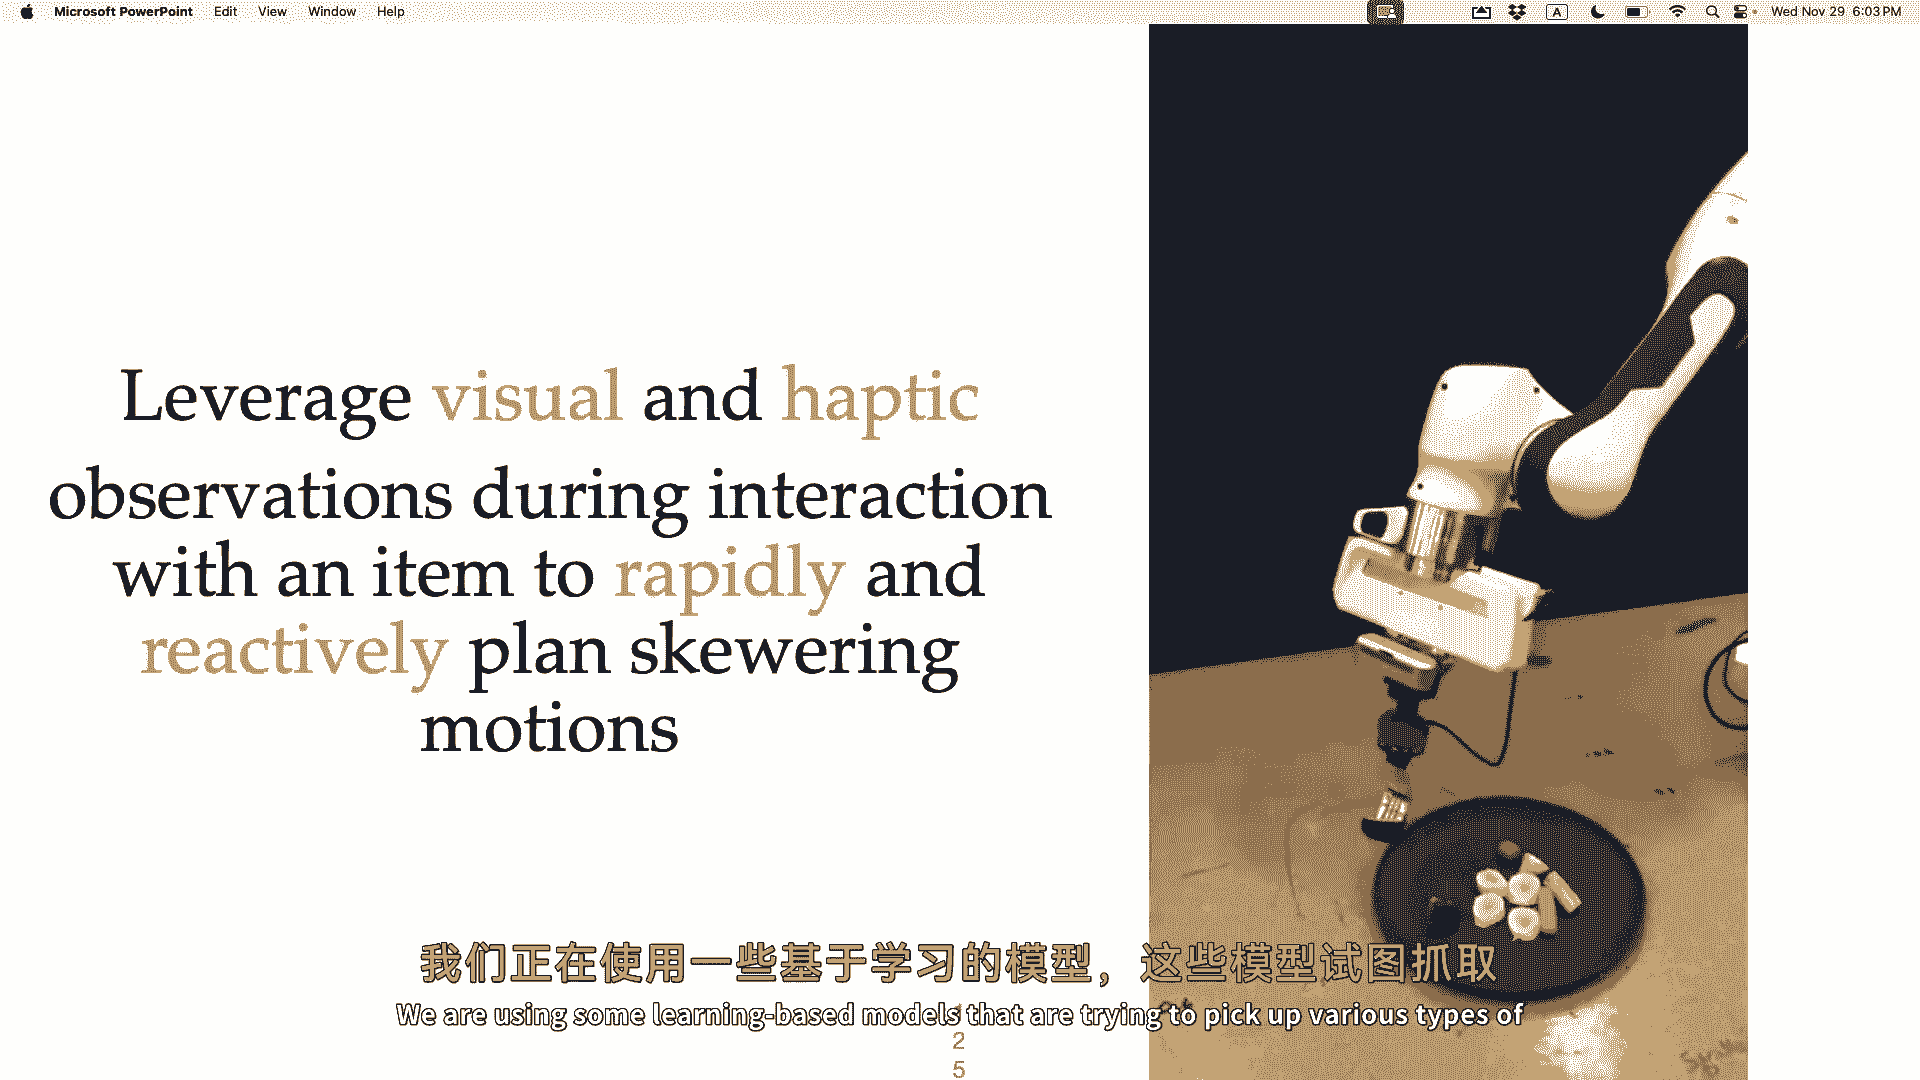 Microsoft PowerPoint Edit View Window Help
A
Wed Nov 29 6:03 PM
Leverage visual and haptic
observations during interaction
with an item to rapidly and
reactively plan skewering
motions
我们正在使用一些基于学习的模型，这些模型试图抓取
We are using some learning-based models that are trying to pick up various types of
2
5